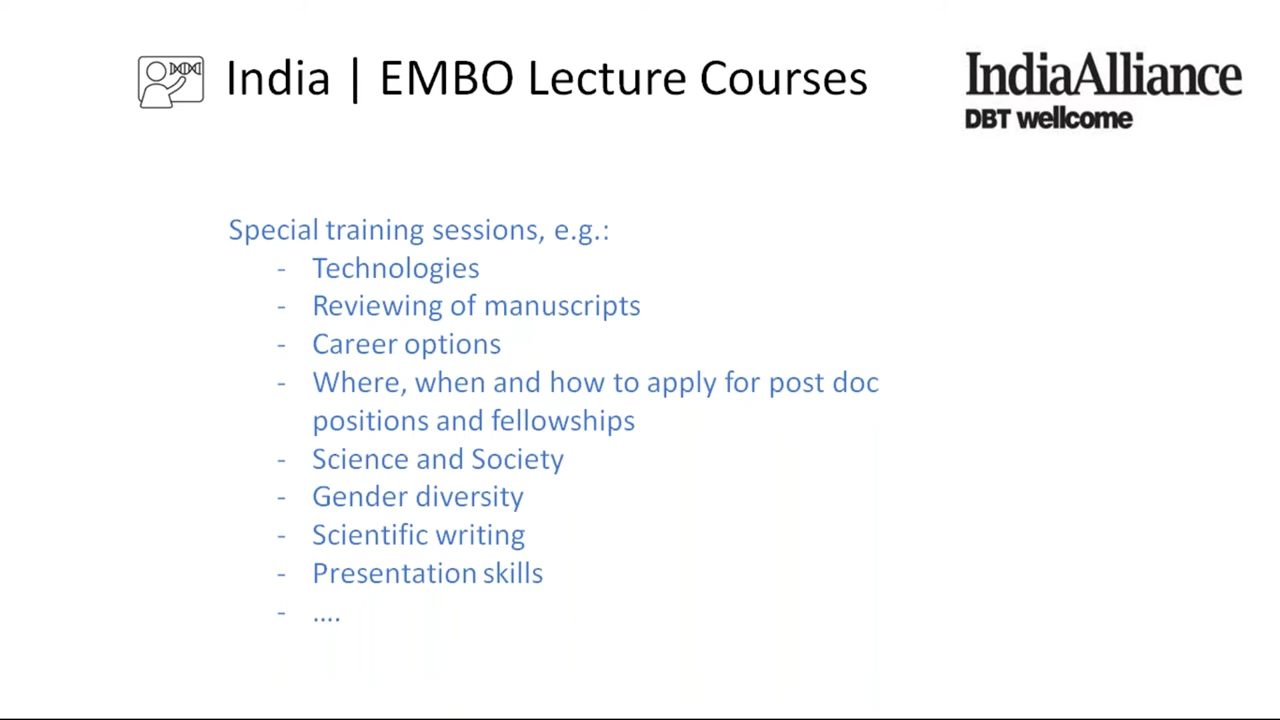 India | EMBO Lecture Courses
IndiaAlliance
DBT wellcome
Special training sessions, e.g.:
- Technologies
- Reviewing of manuscripts
- Career options
- Where, when and how to apply for post doc
positions and fellowships
- Science and Society
- Gender diversity
- Scientific writing
- Presentation skills
- ....